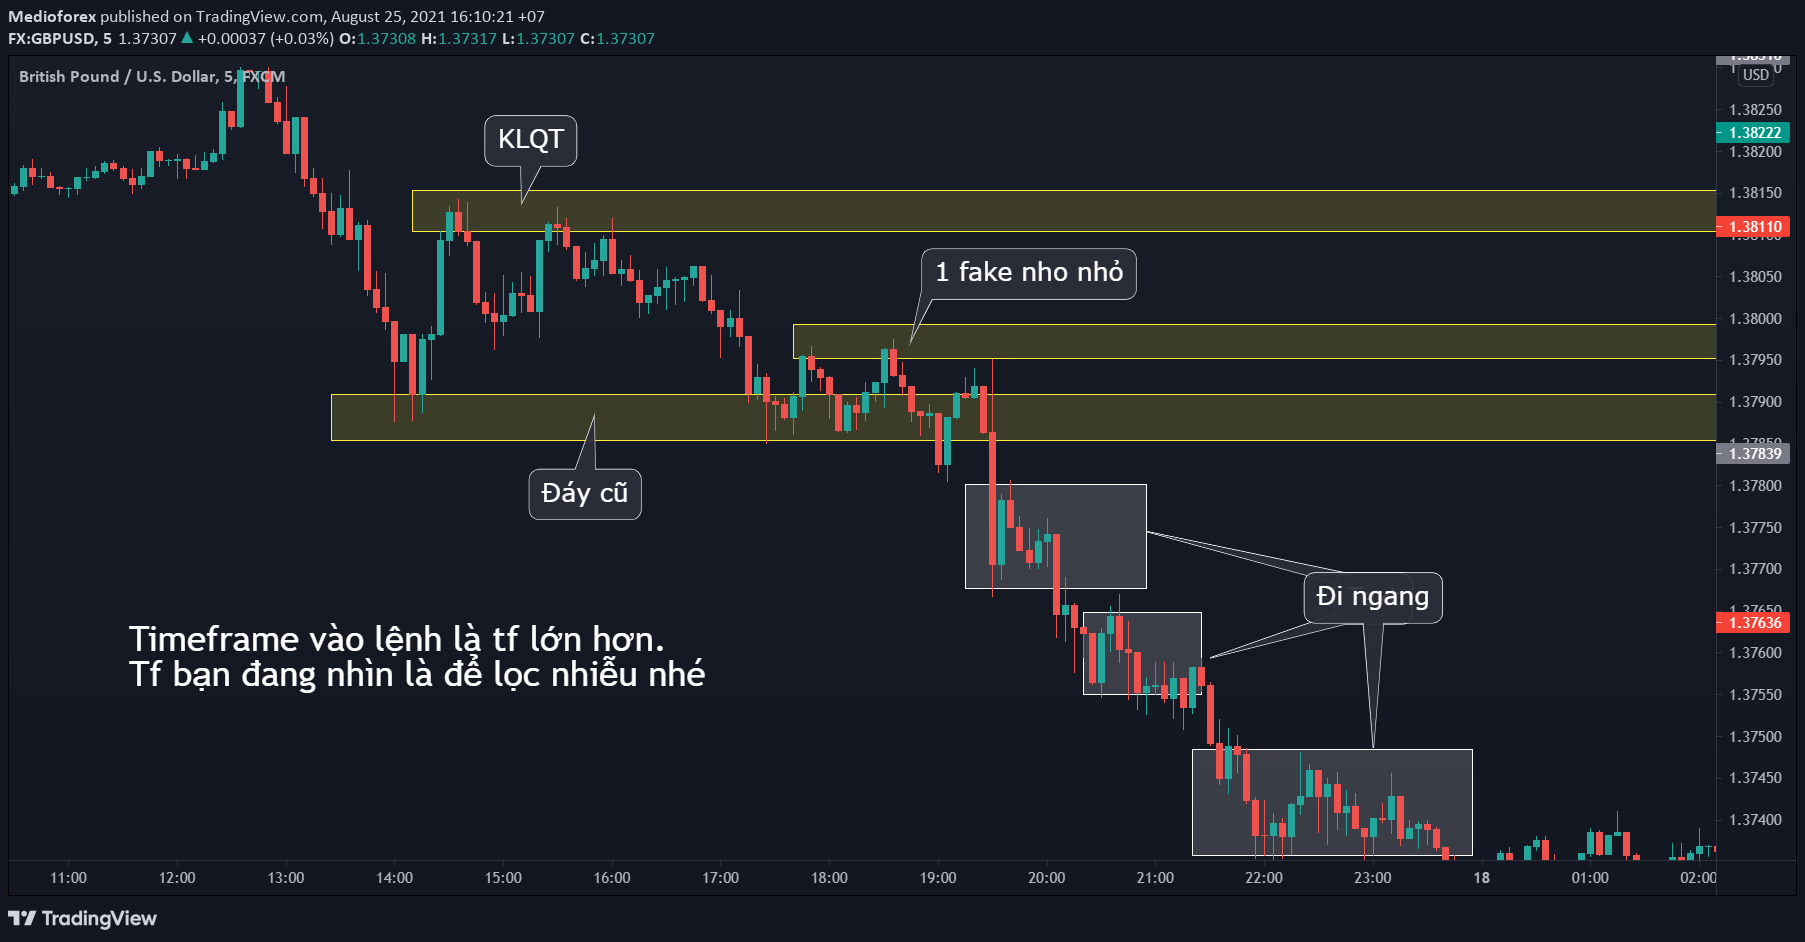 Medioforex published on TradingView.com, August 25, 2021 16:10:21 +07
FX:GBPUSD, 5 1.37307 ▲ +0.00037 (+0.03%) O:1.37308 H:1.37317 L:1.37307 C:1.37307
British Pound / U.S. Dollar, 5, FXCM
USD
1.38250
1.38222
1.38200
1.38150
1.38110
1.38050
1.38000
1.37950
1.37900
1.37850
1.37839
1.37800
1.37750
1.37700
1.37650
1.37636
1.37600
1.37550
1.37500
1.37450
1.37400
KLQT
1 fake nho nhỏ
Đáy cũ
Đi ngang
Timeframe vào lệnh là tf lớn hơn.
Tf bạn đang nhìn là để lọc nhiễu nhé
11:00 12:00 13:00 14:00 15:00 16:00 17:00 18:00 19:00 20:00 21:00 22:00 23:00 18 01:00 02:00
TradingView